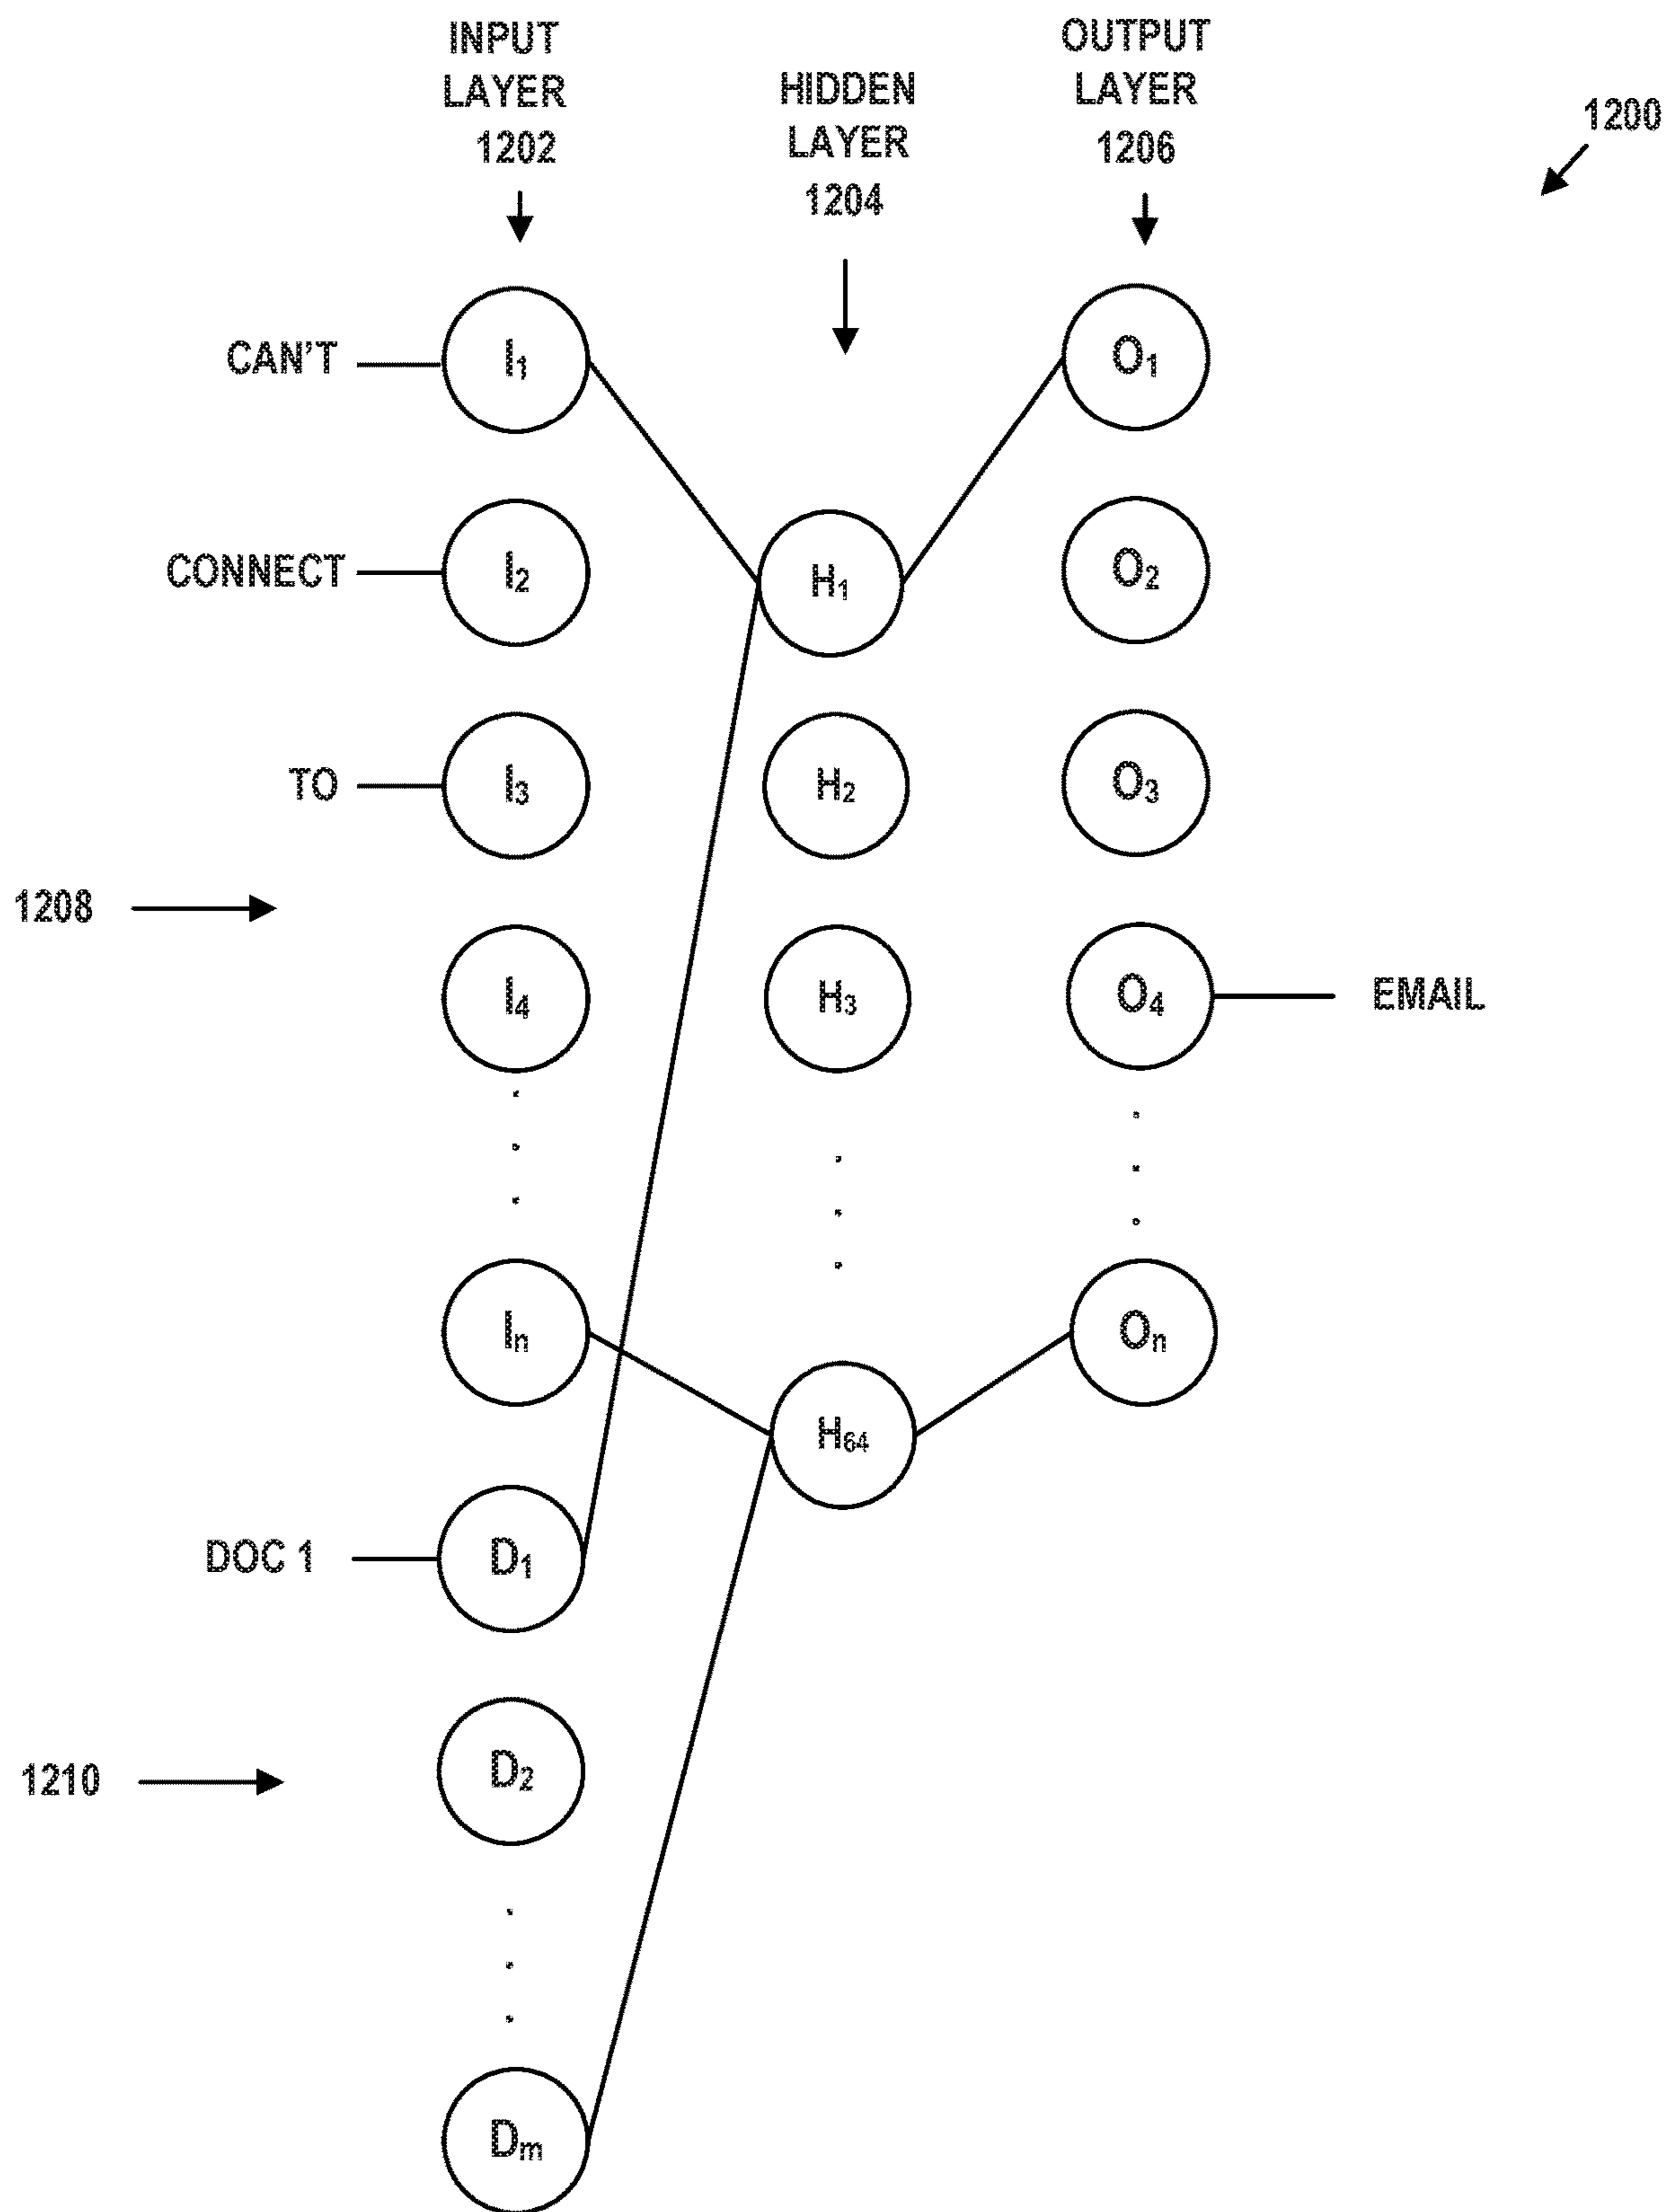 INPUT
LAYER
1202
HIDDEN
LAYER
1204
OUTPUT
LAYER
1206
1200
CAN'T
I₁
O₁
CONNECT
I₂
H₁
O₂
TO
I₃
H₂
O₃
1208
I₄
H₃
O₄
EMAIL
Iₙ
Oₙ
H₆₄
DOC 1
D₁
1210
D₂
Dₘ